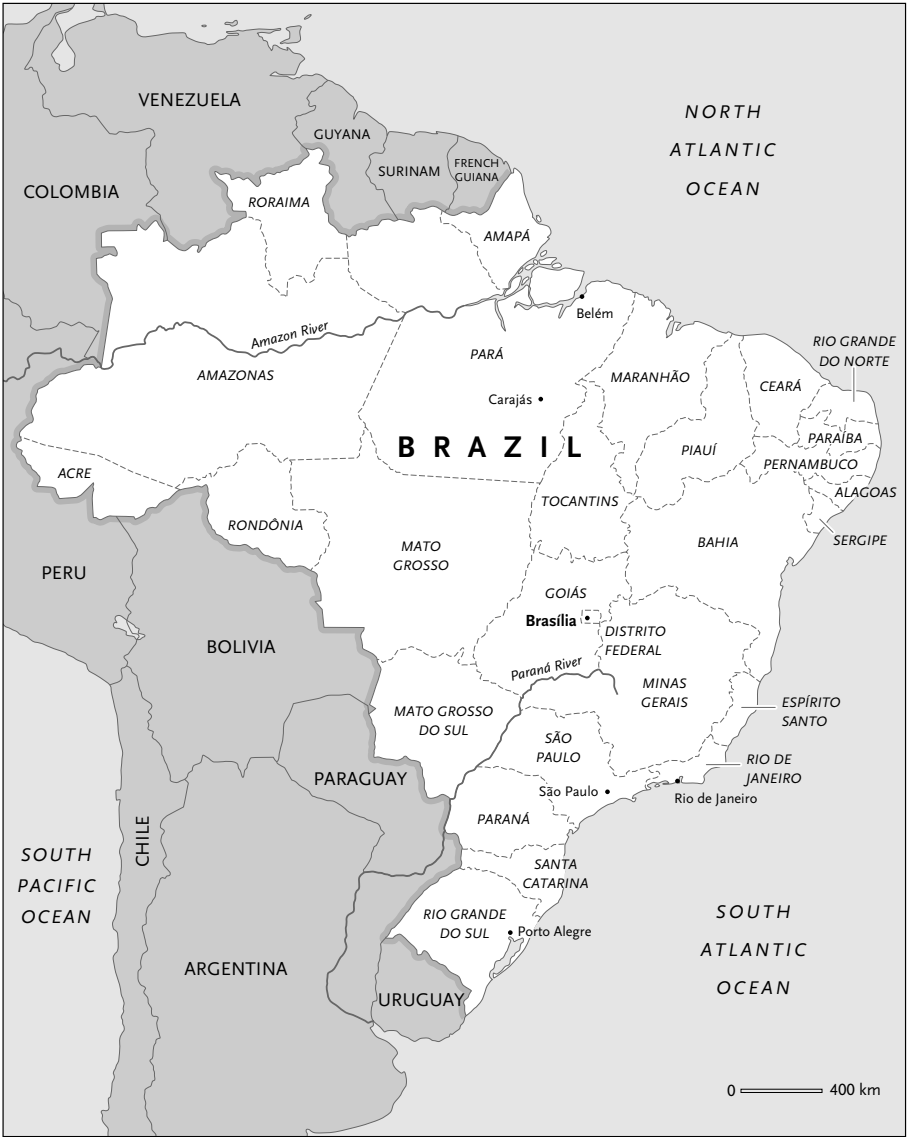 VENEZUELA
NORTH
ATLANTIC
OCEAN
GUYANA
SURINAM
FRENCH
GUIANA
COLOMBIA
RORAIMA
AMAPÁ
Belém
Amazon River
PARÁ
RIO GRANDE
DO NORTE
AMAZONAS
MARANHÃO
CEARÁ
Carajás
BRAZIL
PARAÍBA
PIAUÍ
PERNAMBUCO
ACRE
ALAGOAS
TOCANTINS
RONDÔNIA
SERGIPE
BAHIA
MATO
GROSSO
PERU
GOIÁS
Brasília
DISTRITO
FEDERAL
BOLIVIA
Paraná River
MINAS
GERAIS
ESPÍRITO
SANTO
MATO GROSSO
DO SUL
SÃO
PAULO
RIO DE
JANEIRO
PARAGUAY
São Paulo
Rio de Janeiro
PARANÁ
CHILE
SOUTH
PACIFIC
OCEAN
SANTA
CATARINA
RIO GRANDE
DO SUL
Porto Alegre
SOUTH
ATLANTIC
OCEAN
ARGENTINA
URUGUAY
0 400 km